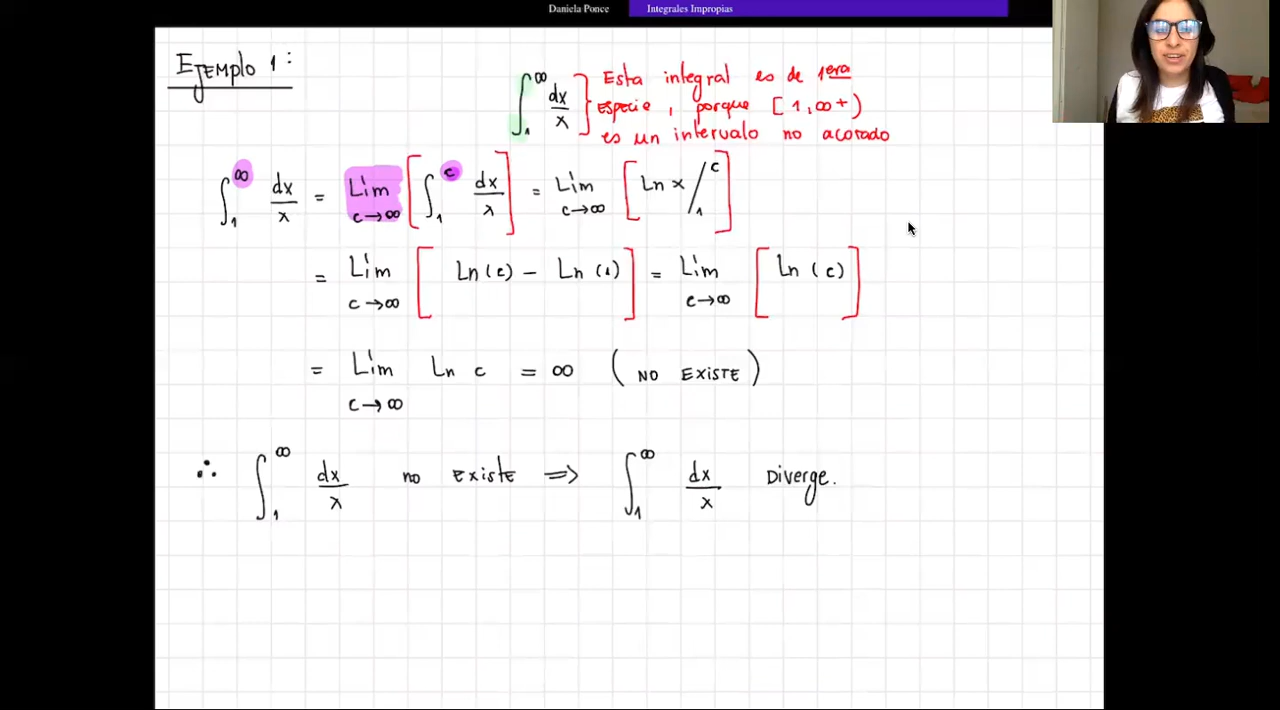 Daniela Ponce Integrales Impropias
Ejemplo 1:
∫₁^∞ dx/x } Esta integral es de 1era
especie, porque [1,∞+)
es un intervalo no acotado
∫₁^∞ dx/x = Lim c→∞ [ ∫₁^c dx/x ] = Lim c→∞ [ Ln x /₁^c ]
= Lim c→∞ [ Ln(c) - Ln(1) ] = Lim c→∞ [ Ln(c) ]
= Lim c→∞ Ln c = ∞ (NO EXISTE)
∴ ∫₁^∞ dx/x no EXISTE ⟹ ∫₁^∞ dx/x Diverge.